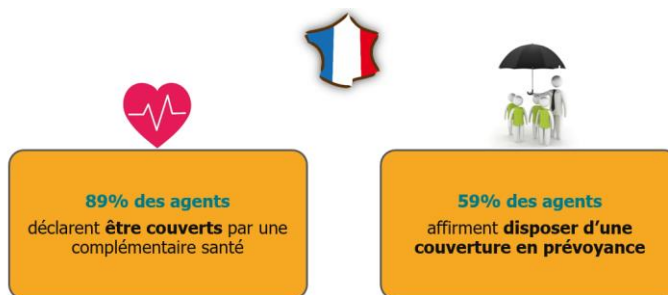 89% des agents
déclarent être couverts par une
complémentaire santé
59% des agents
affirment disposer d'une
couverture en prévoyance